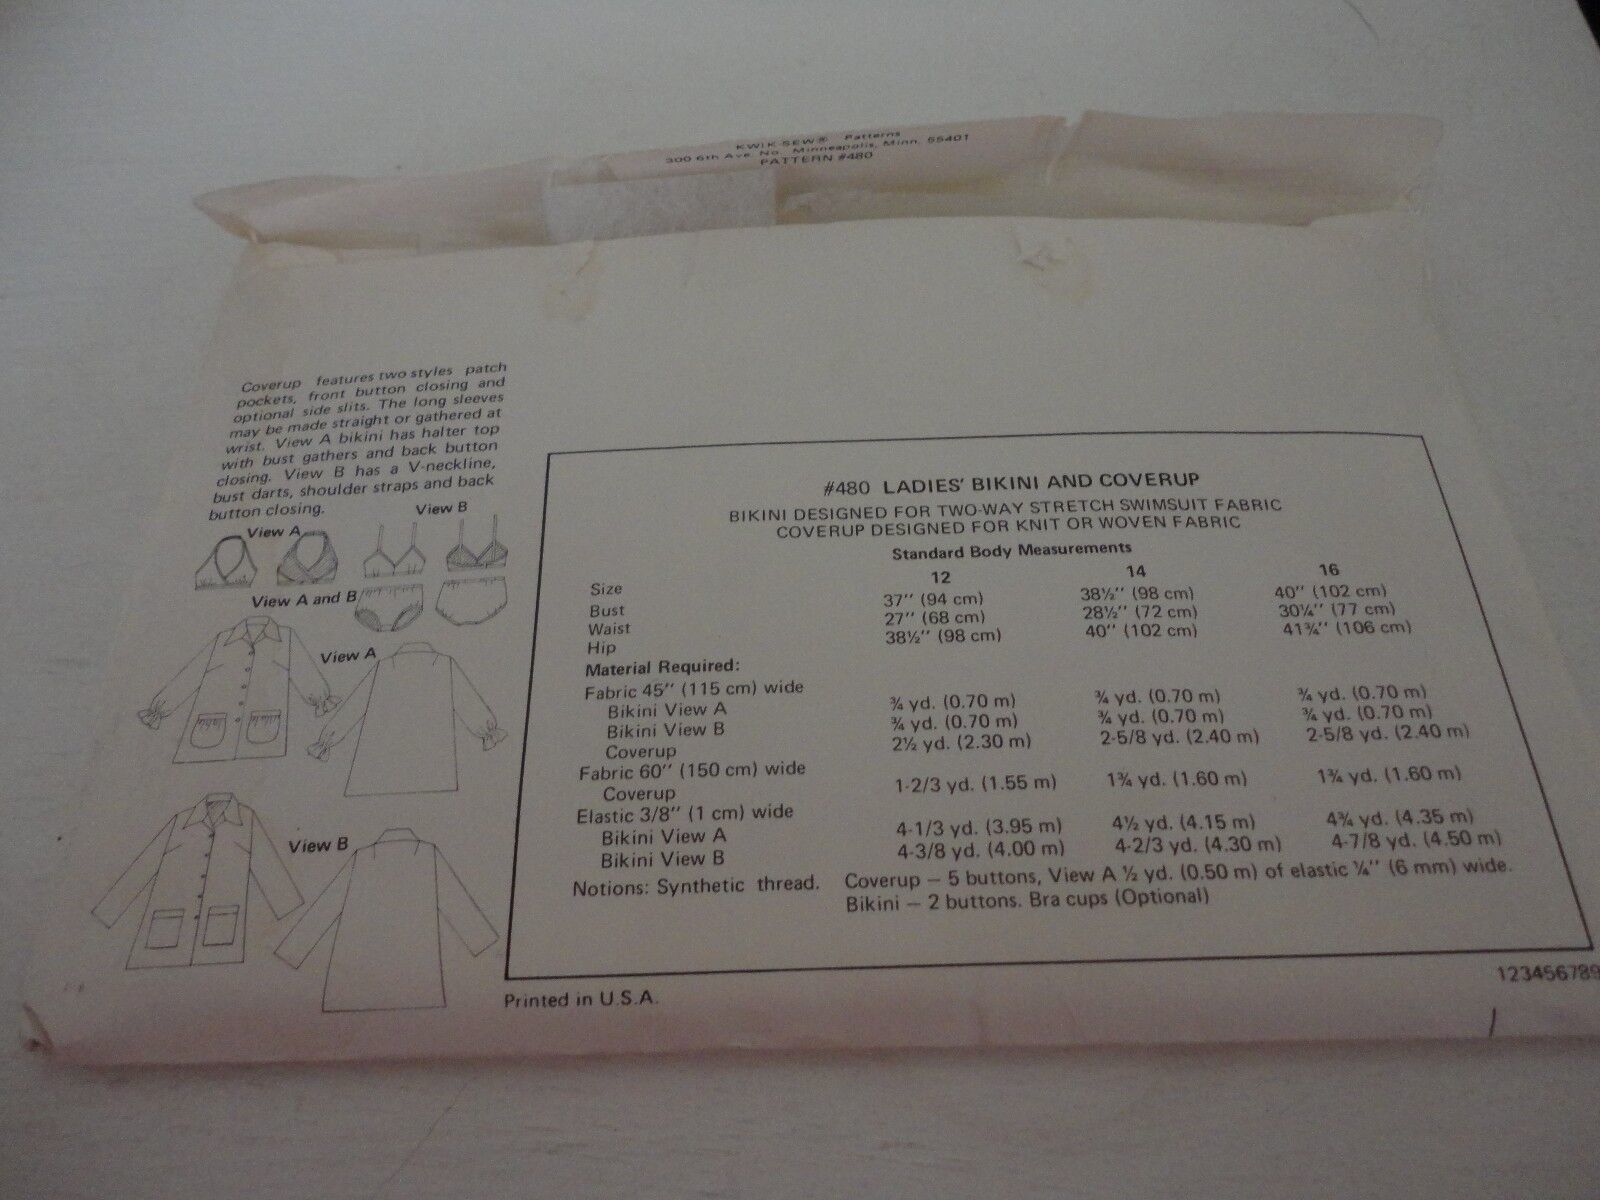 KWIK·SEW® Patterns
300 6th Ave. No. Minneapolis, Minn. 55401
PATTERN #480
Coverup features two styles patch
pockets, front button closing and
optional side slits. The long sleeves
may be made straight or gathered at
wrist. View A bikini has halter top
with bust gathers and back button
closing. View B has a V-neckline,
bust darts, shoulder straps and back
button closing.
View A
View B
View A and B
View A
View B
#480 LADIES' BIKINI AND COVERUP
BIKINI DESIGNED FOR TWO-WAY STRETCH SWIMSUIT FABRIC
COVERUP DESIGNED FOR KNIT OR WOVEN FABRIC
Standard Body Measurements
Size 12 14 16
Bust 37" (94 cm) 38½" (98 cm) 40" (102 cm)
Waist 27" (68 cm) 28½" (72 cm) 30¼" (77 cm)
Hip 38½" (98 cm) 40" (102 cm) 41¾" (106 cm)
Material Required:
Fabric 45" (115 cm) wide
Bikini View A ¾ yd. (0.70 m) ¾ yd. (0.70 m) ¾ yd. (0.70 m)
Bikini View B ¾ yd. (0.70 m) ¾ yd. (0.70 m) ¾ yd. (0.70 m)
Coverup 2½ yd. (2.30 m) 2-5/8 yd. (2.40 m) 2-5/8 yd. (2.40 m)
Fabric 60" (150 cm) wide
Coverup 1-2/3 yd. (1.55 m) 1¾ yd. (1.60 m) 1¾ yd. (1.60 m)
Elastic 3/8" (1 cm) wide
Bikini View A 4-1/3 yd. (3.95 m) 4½ yd. (4.15 m) 4¾ yd. (4.35 m)
Bikini View B 4-3/8 yd. (4.00 m) 4-2/3 yd. (4.30 m) 4-7/8 yd. (4.50 m)
Notions: Synthetic thread. Coverup — 5 buttons, View A ½ yd. (0.50 m) of elastic ¼" (6 mm) wide.
Bikini — 2 buttons. Bra cups (Optional)
Printed in U.S.A.
123456789